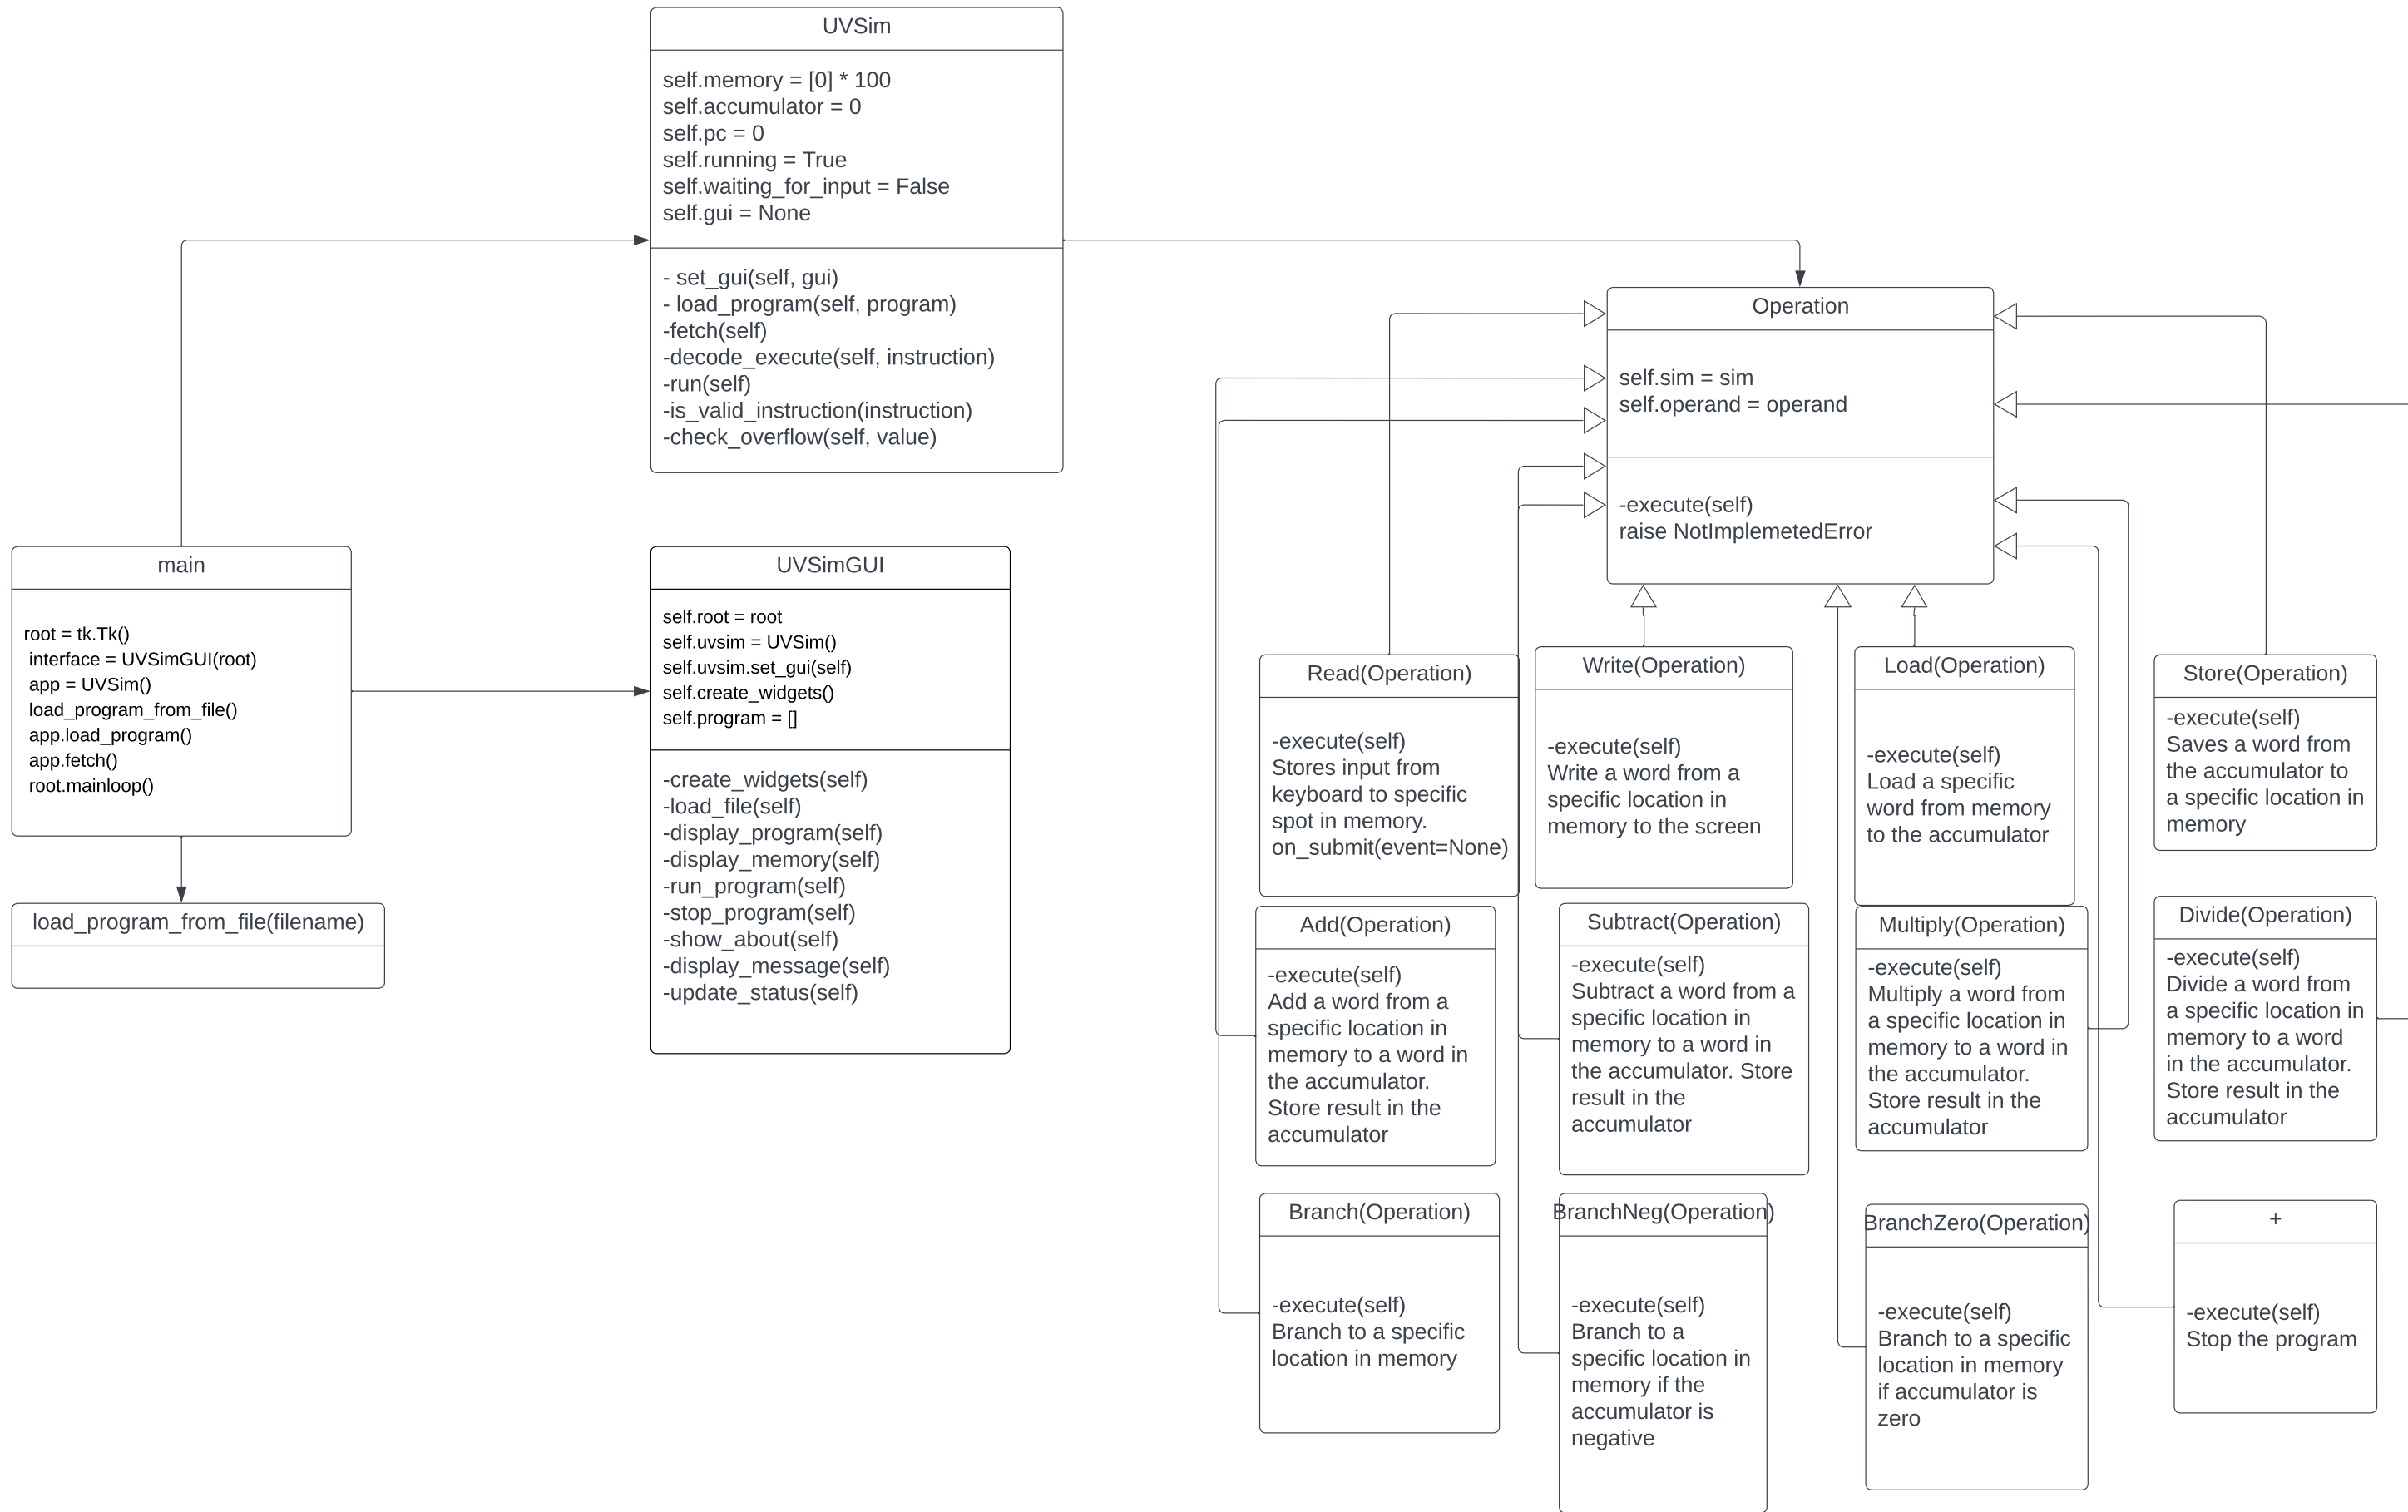 UVSim
self.memory = [0] * 100
self.accumulator = 0
self.pc = 0
self.running = True
self.waiting_for_input = False
self.gui = None
- set_gui(self, gui)
- load_program(self, program)
-fetch(self)
-decode_execute(self, instruction)
-run(self)
-is_valid_instruction(instruction)
-check_overflow(self, value)
main
root = tk.Tk()
interface = UVSimGUI(root)
app = UVSim()
load_program_from_file()
app.load_program()
app.fetch()
root.mainloop()
load_program_from_file(filename)
UVSimGUI
self.root = root
self.uvsim = UVSim()
self.uvsim.set_gui(self)
self.create_widgets()
self.program = []
-create_widgets(self)
-load_file(self)
-display_program(self)
-display_memory(self)
-run_program(self)
-stop_program(self)
-show_about(self)
-display_message(self)
-update_status(self)
Operation
self.sim = sim
self.operand = operand
-execute(self)
raise NotImplemetedError
Read(Operation)
-execute(self)
Stores input from
keyboard to specific
spot in memory.
on_submit(event=None)
Write(Operation)
-execute(self)
Write a word from a
specific location in
memory to the screen
Load(Operation)
-execute(self)
Load a specific
word from memory
to the accumulator
Store(Operation)
-execute(self)
Saves a word from
the accumulator to
a specific location in
memory
Add(Operation)
-execute(self)
Add a word from a
specific location in
memory to a word in
the accumulator.
Store result in the
accumulator
Subtract(Operation)
-execute(self)
Subtract a word from a
specific location in
memory to a word in
the accumulator. Store
result in the
accumulator
Multiply(Operation)
-execute(self)
Multiply a word from
a specific location in
memory to a word in
the accumulator.
Store result in the
accumulator
Divide(Operation)
-execute(self)
Divide a word from
a specific location in
memory to a word
in the accumulator.
Store result in the
accumulator
Branch(Operation)
-execute(self)
Branch to a specific
location in memory
BranchNeg(Operation)
-execute(self)
Branch to a
specific location in
memory if the
accumulator is
negative
BranchZero(Operation)
-execute(self)
Branch to a specific
location in memory
if accumulator is
zero
+
-execute(self)
Stop the program